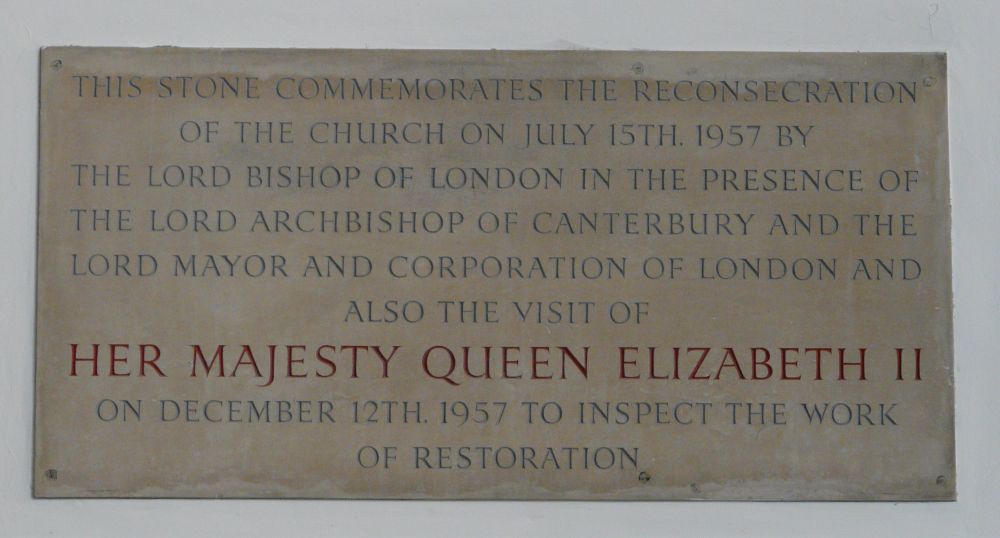 THIS STONE COMMEMORATES THE RECONSECRATION
OF THE CHURCH ON JULY 15TH. 1957 BY
THE LORD BISHOP OF LONDON IN THE PRESENCE OF
THE LORD ARCHBISHOP OF CANTERBURY AND THE
LORD MAYOR AND CORPORATION OF LONDON AND
ALSO THE VISIT OF
HER MAJESTY QUEEN ELIZABETH II
ON DECEMBER 12TH. 1957 TO INSPECT THE WORK
OF RESTORATION